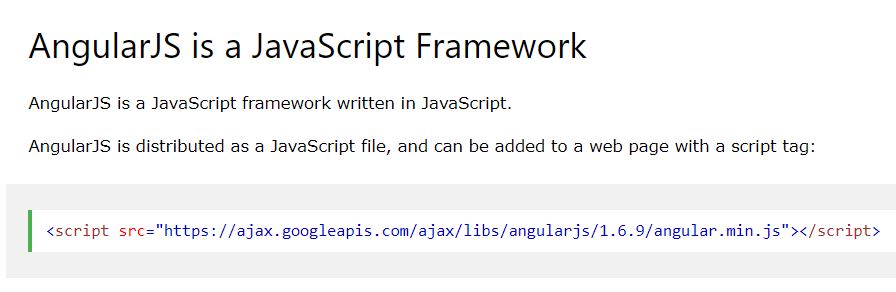 AngularJS is a JavaScript Framework
AngularJS is a JavaScript framework written in JavaScript.
AngularJS is distributed as a JavaScript file, and can be added to a web page with a script tag:
<script src="https://ajax.googleapis.com/ajax/libs/angularjs/1.6.9/angular.min.js"></script>